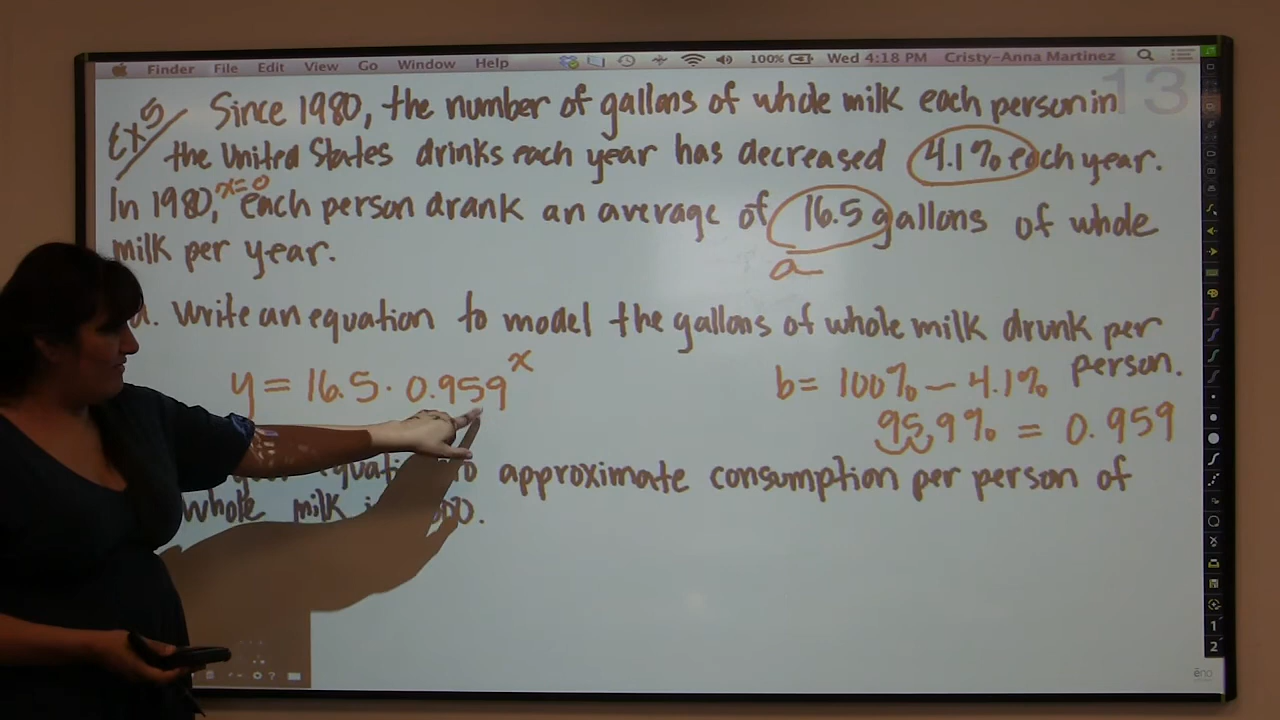 Finder File Edit View Go Window Help 100% Wed 4:18 PM Cristy-Anna Martinez
13
Ex 5 Since 1980, the number of gallons of whole milk each person in
the United States drinks each year has decreased 4.1% each year.
x=0
In 1980, each person drank an average of 16.5 gallons of whole
milk per year.
a
a. Write an equation to model the gallons of whole milk drunk per
person.
y = 16.5 · 0.959^x
b = 100% - 4.1%
95.9% = 0.959
approximate consumption per person of
whole milk
eno
1
2